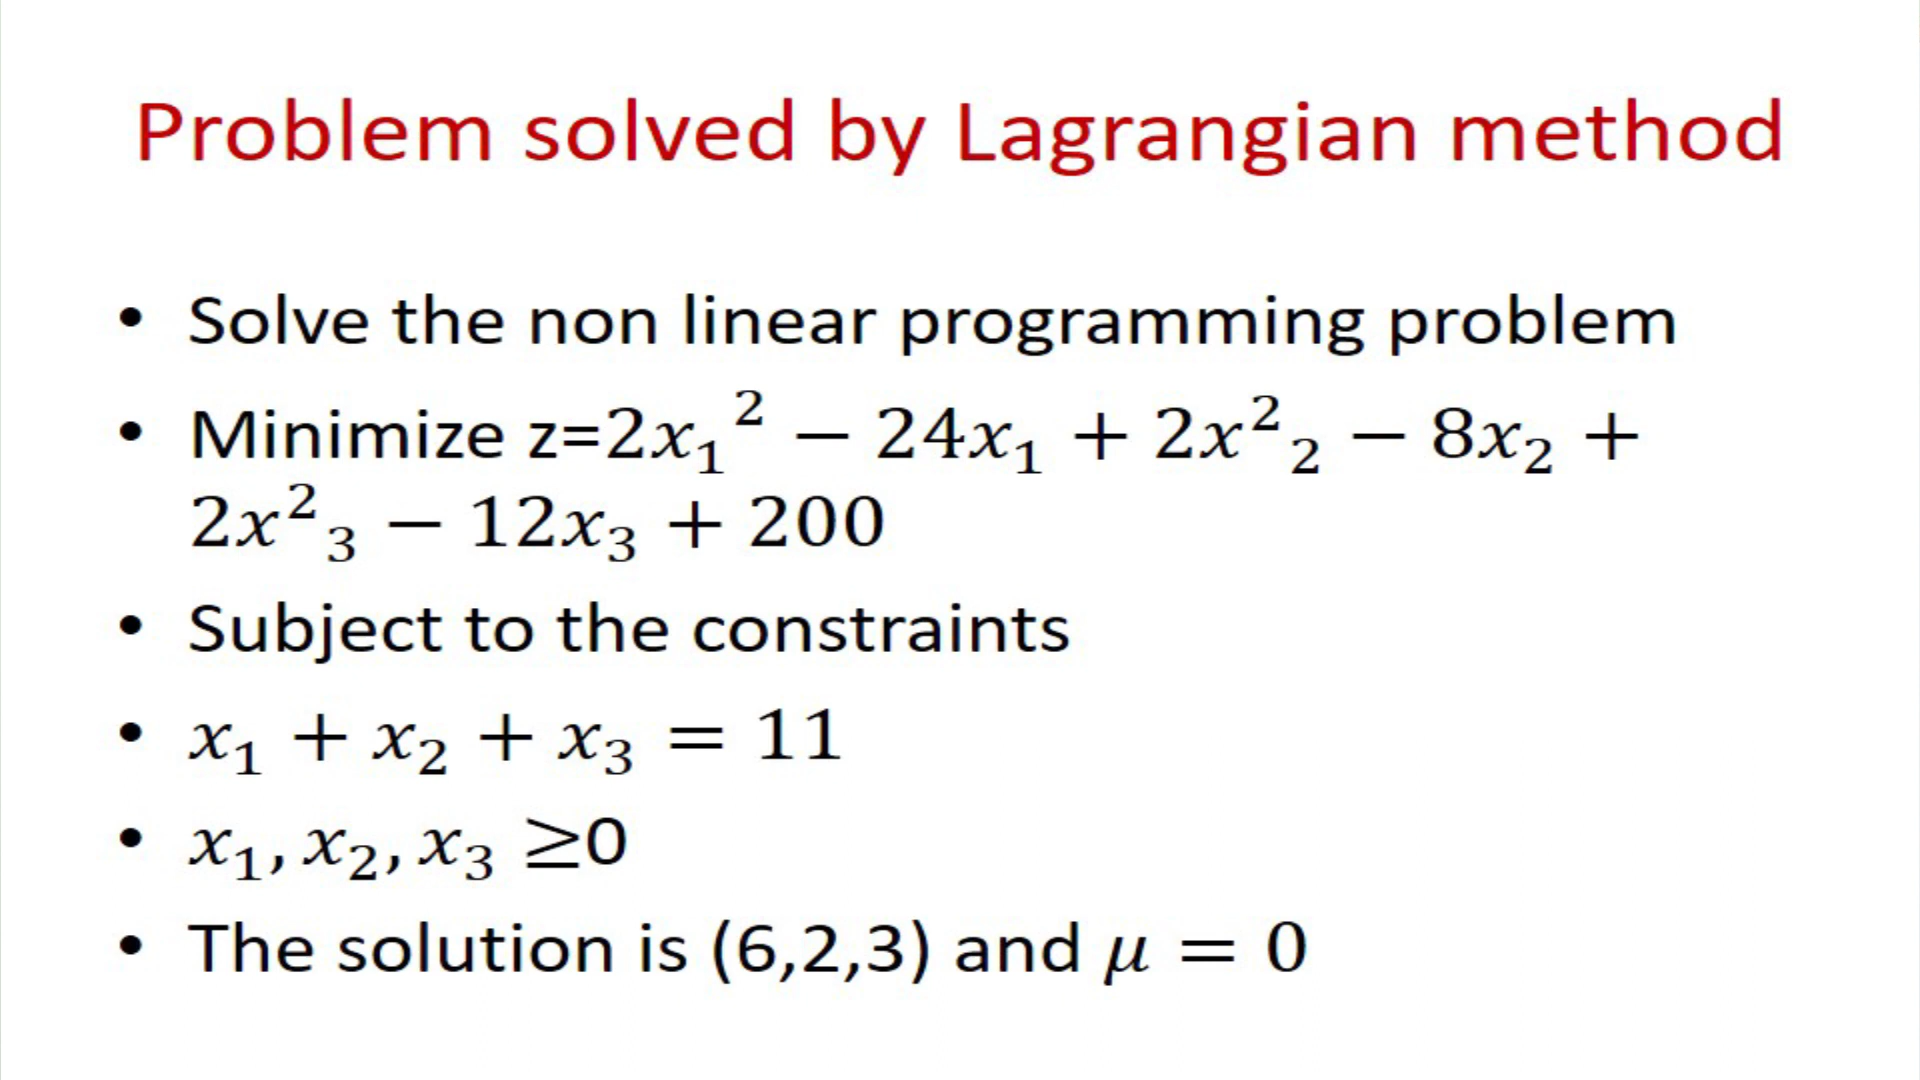 Problem solved by Lagrangian method
• Solve the non linear programming problem
• Minimize z=2x₁² − 24x₁ + 2x²₂ − 8x₂ +
2x²₃ − 12x₃ + 200
• Subject to the constraints
• x₁ + x₂ + x₃ = 11
• x₁, x₂, x₃ ≥0
• The solution is (6,2,3) and μ = 0